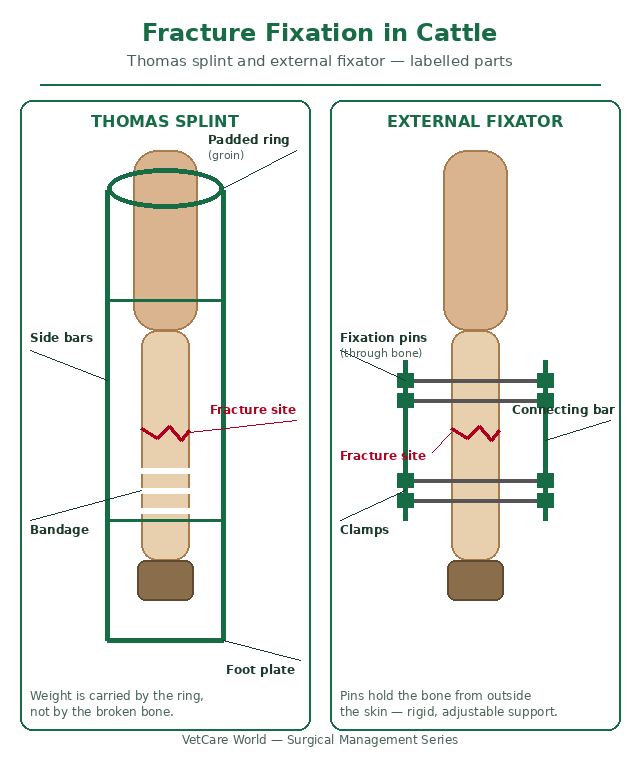 Fracture Fixation in Cattle
Thomas splint and external fixator — labelled parts
THOMAS SPLINT
Padded ring
(groin)
Side bars
Fracture site
Bandage
Foot plate
Weight is carried by the ring,
not by the broken bone.
EXTERNAL FIXATOR
Fixation pins
(through bone)
Connecting bar
Fracture site
Clamps
Pins hold the bone from outside
the skin — rigid, adjustable support.
VetCare World — Surgical Management Series